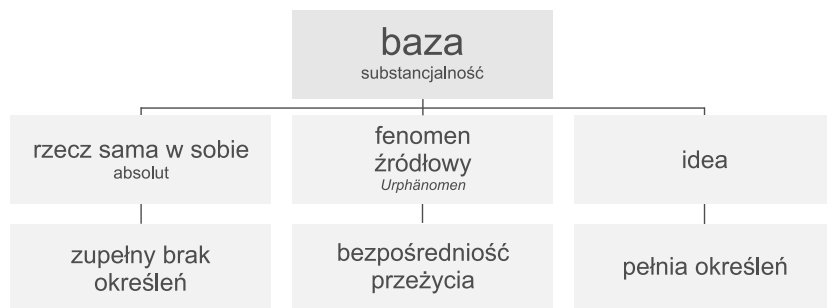 baza
substancjalność
rzecz sama w sobie
absolut
fenomen
źródłowy
Urphänomen
idea
zupełny brak
określeń
bezpośredniość
przeżycia
pełnia określeń